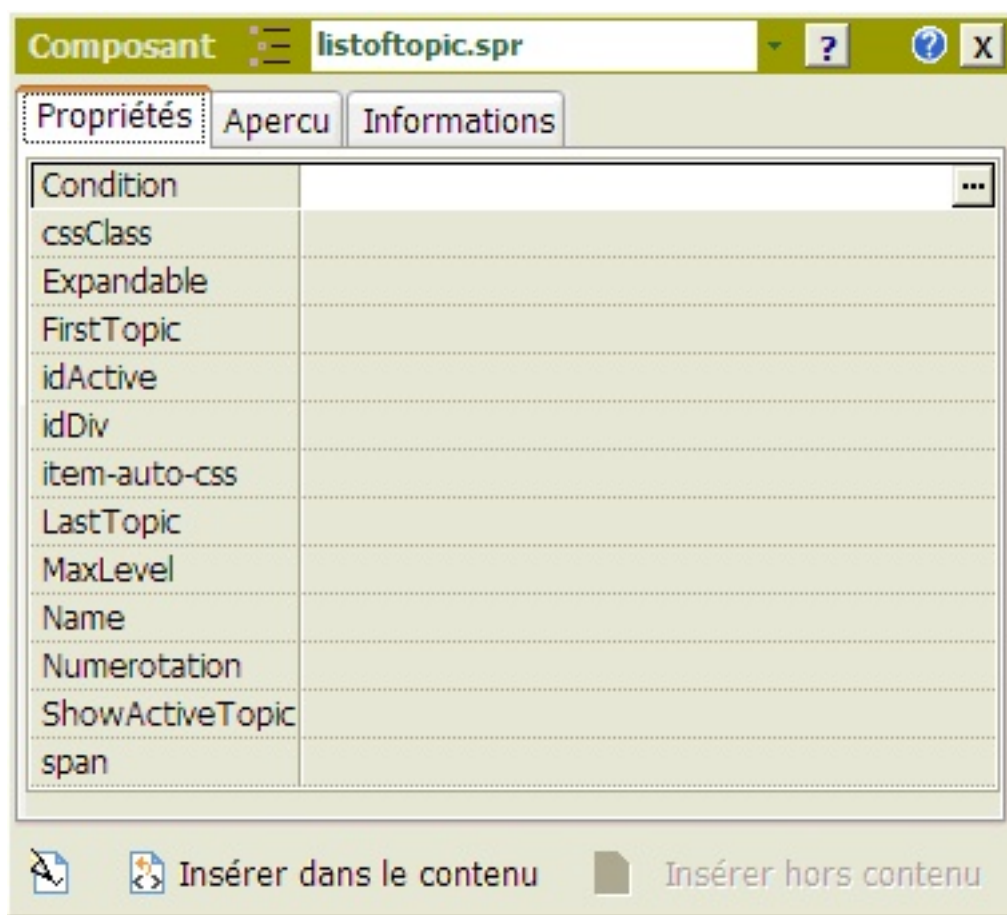 Composant listoftopic.spr ? ? X
Propriétés Apercu Informations
Condition ...
cssClass
Expandable
FirstTopic
idActive
idDiv
item-auto-css
LastTopic
MaxLevel
Name
Numerotation
ShowActiveTopic
span
Insérer dans le contenu Insérer hors contenu